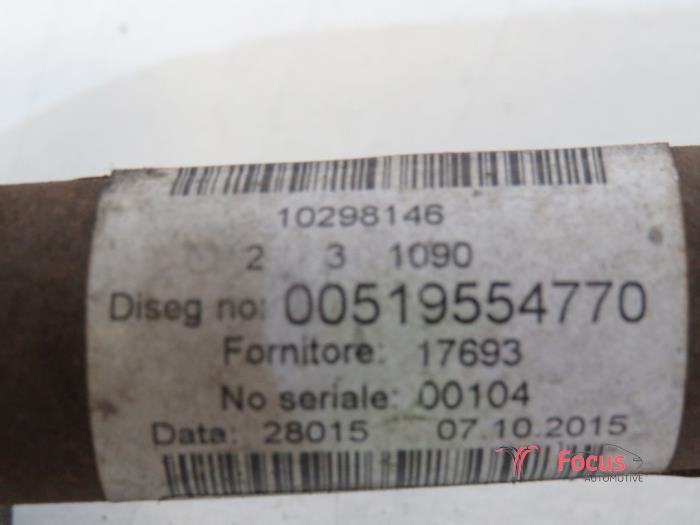 10298146
2 3 1090
Diseg no: 00519554770
Fornitore: 17693
No seriale: 00104
Data: 28015 07.10.2015
Focus
AUTOMOTIVE